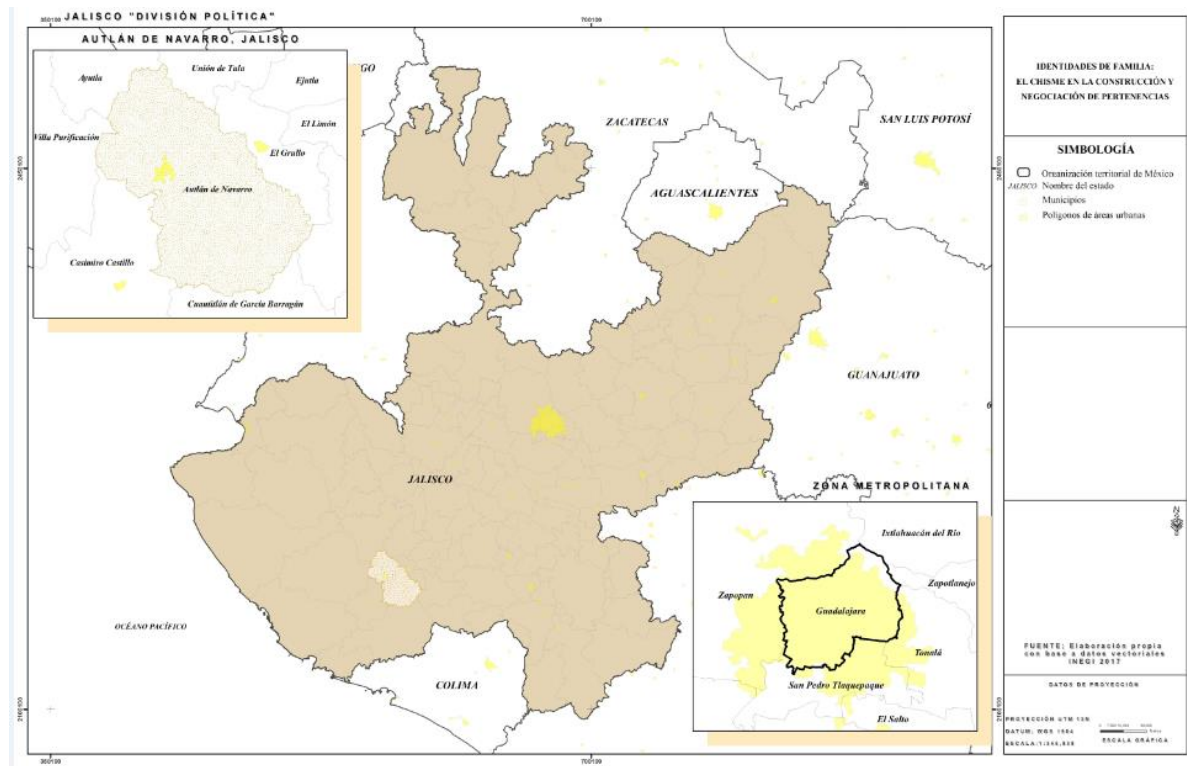 JALISCO "DIVISIÓN POLÍTICA"
AUTLÁN DE NAVARRO, JALISCO
Unión de Tula
Ayutla
Ejutla
El Limón
Villa Purificación
El Grullo
Autlán de Navarro
Casimiro Castillo
Cuautitlán de García Barragán
GO
ZACATECAS
SAN LUIS POTOSÍ
AGUASCALIENTES
GUANAJUATO
JALISCO
OCÉANO PACÍFICO
COLIMA
ZONA METROPOLITANA
Ixtlahuacán del Río
Zapotlanejo
Zapopan
Guadalajara
Tonalá
San Pedro Tlaquepaque
El Salto
700100
700100
IDENTIDADES DE FAMILIA:
EL CHISME EN LA CONSTRUCCIÓN Y
NEGOCIACIÓN DE PERTENENCIAS
SIMBOLOGÍA
Organización territorial de México
JALISCO Nombre del estado
Municipios
Polígonos de áreas urbanas
FUENTE: Elaboración propia
con base a datos vectoriales
INEGI 2017
DATOS DE PROYECCIÓN
PROYECCIÓN UTM 13N
DATUM: WGS 1984
ESCALA GRÁFICA